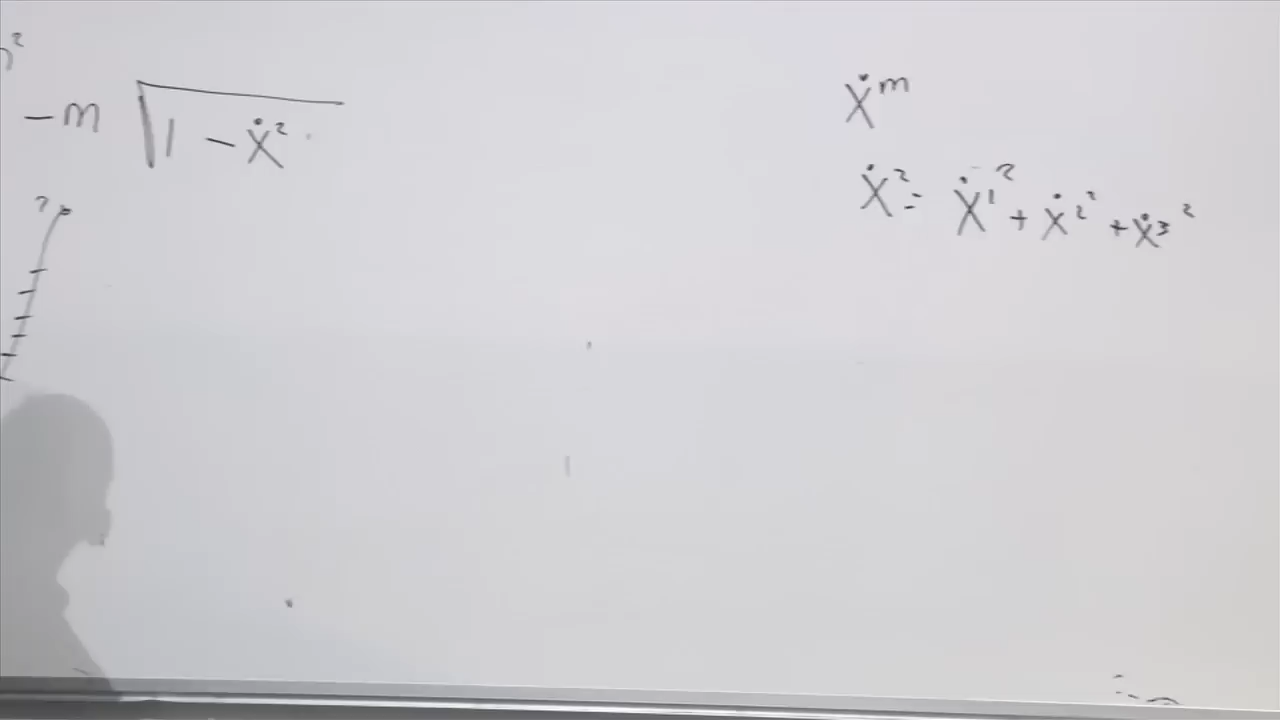 −m √(1 − ẋ²)
ẋᵐ
ẋ² = ẋ¹² + ẋ²² + ẋ³²
?